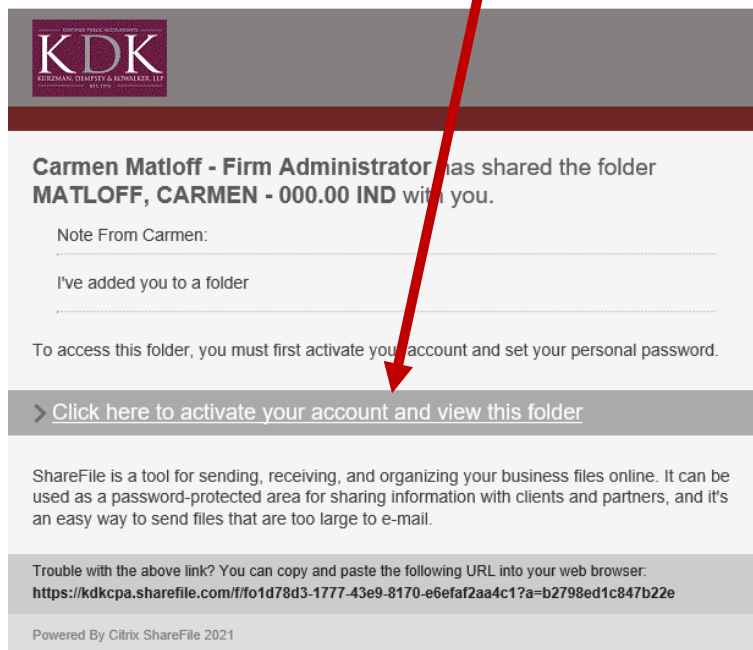 CERTIFIED PUBLIC ACCOUNTANTS
KDK
KURZMAN, DEMPSEY & KOWALKER, LLP
EST. 1974
Carmen Matloff - Firm Administrator has shared the folder
MATLOFF, CARMEN - 000.00 IND with you.
Note From Carmen:
I've added you to a folder
To access this folder, you must first activate your account and set your personal password.
Click here to activate your account and view this folder
ShareFile is a tool for sending, receiving, and organizing your business files online. It can be
used as a password-protected area for sharing information with clients and partners, and it's
an easy way to send files that are too large to e-mail.
Trouble with the above link? You can copy and paste the following URL into your web browser:
https://kdkcpa.sharefile.com/f/fo1d78d3-1777-43e9-8170-e6efaf2aa4c1?a=b2798ed1c847b22e
Powered By Citrix ShareFile 2021